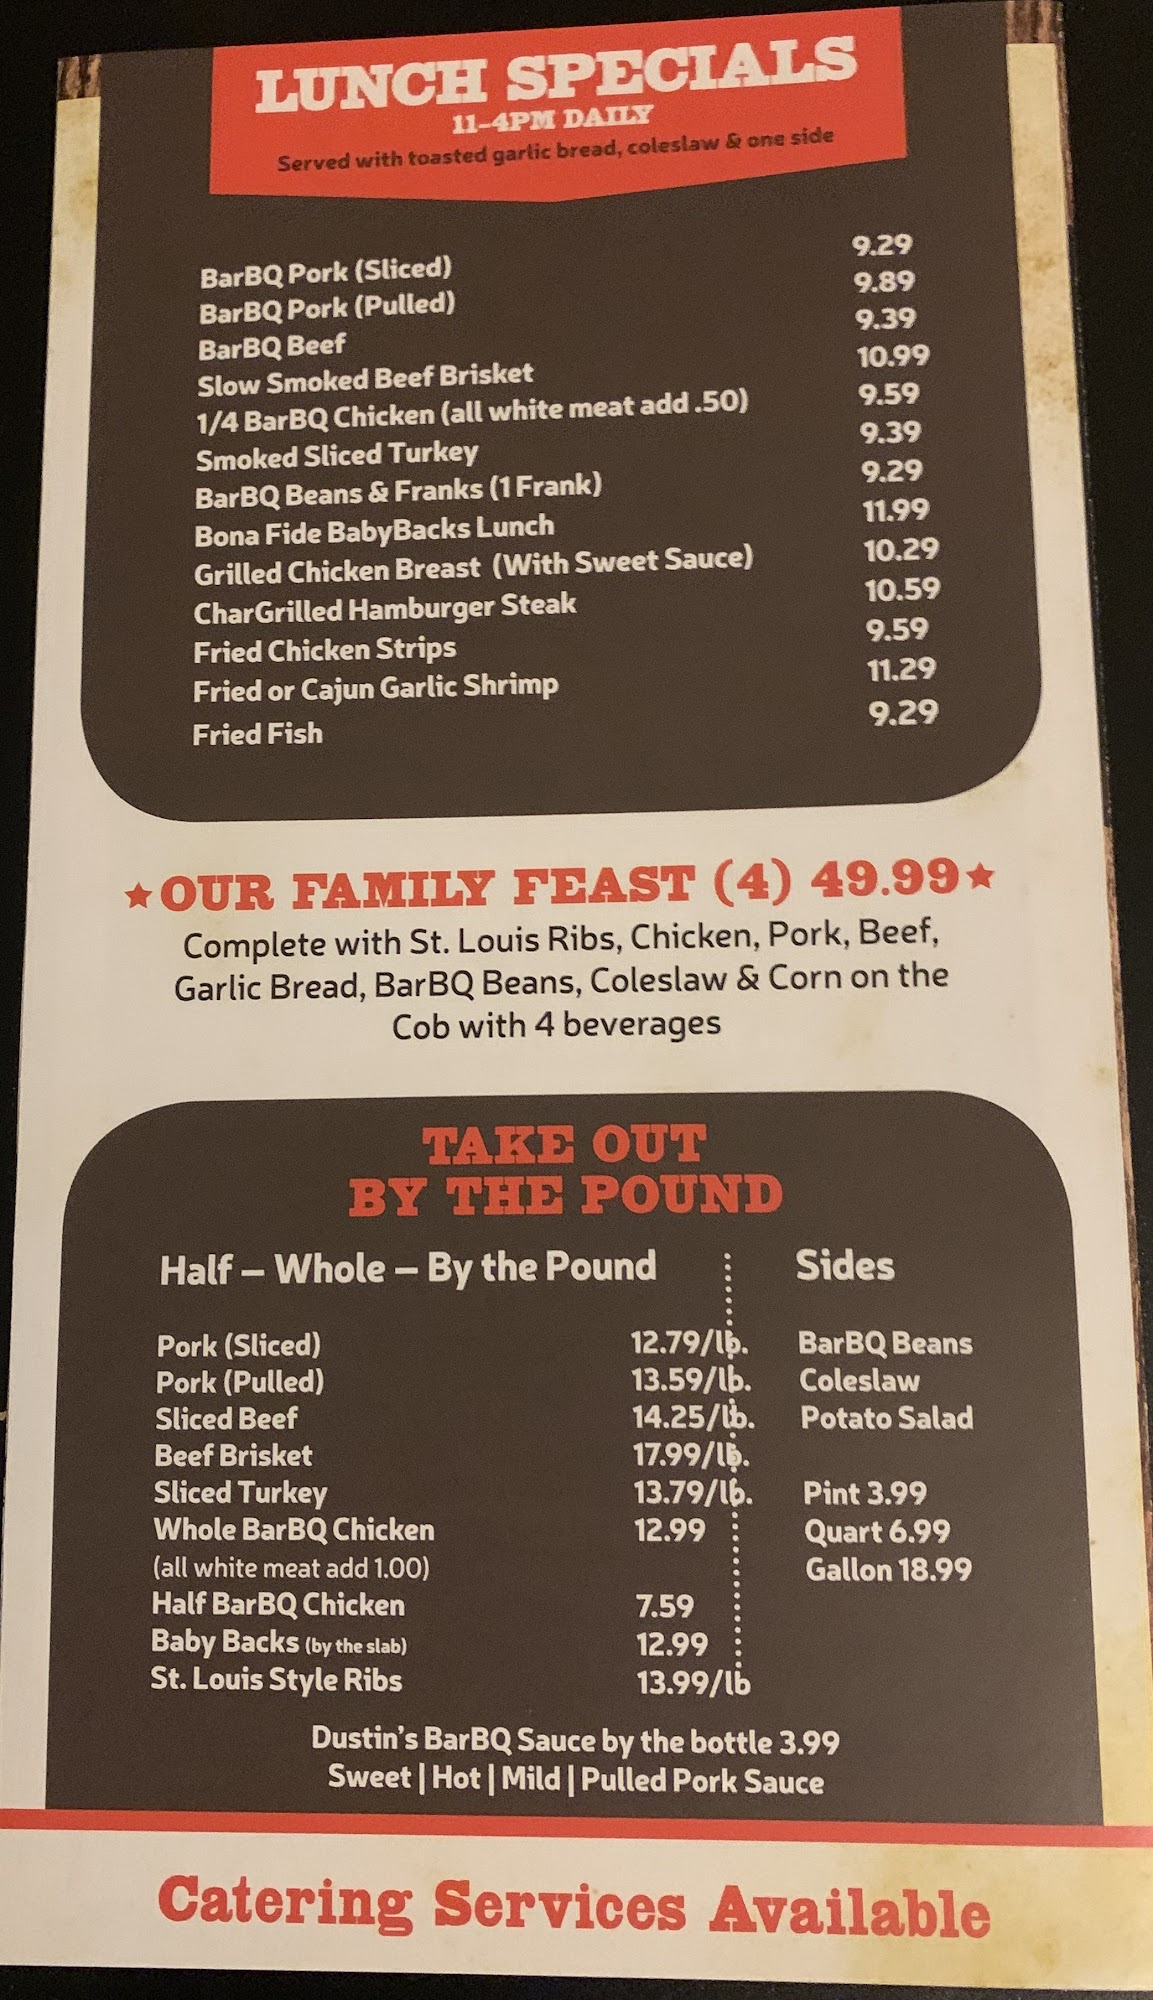 LUNCH SPECIALS
11-4PM DAILY
Served with toasted garlic bread, coleslaw & one side
BarBQ Pork (Sliced) 9.29
BarBQ Pork (Pulled) 9.89
BarBQ Beef 9.39
Slow Smoked Beef Brisket 10.99
1/4 BarBQ Chicken (all white meat add .50) 9.59
Smoked Sliced Turkey 9.39
BarBQ Beans & Franks (1 Frank) 9.29
Bona Fide BabyBacks Lunch 11.99
Grilled Chicken Breast (With Sweet Sauce) 10.29
CharGrilled Hamburger Steak 10.59
Fried Chicken Strips 9.59
Fried or Cajun Garlic Shrimp 11.29
Fried Fish 9.29
★OUR FAMILY FEAST (4) 49.99★
Complete with St. Louis Ribs, Chicken, Pork, Beef,
Garlic Bread, BarBQ Beans, Coleslaw & Corn on the
Cob with 4 beverages
TAKE OUT
BY THE POUND
Half – Whole – By the Pound
Pork (Sliced) 12.79/lb.
Pork (Pulled) 13.59/lb.
Sliced Beef 14.25/lb.
Beef Brisket 17.99/lb.
Sliced Turkey 13.79/lb.
Whole BarBQ Chicken 12.99
(all white meat add 1.00)
Half BarBQ Chicken 7.59
Baby Backs (by the slab) 12.99
St. Louis Style Ribs 13.99/lb
Sides
BarBQ Beans
Coleslaw
Potato Salad
Pint 3.99
Quart 6.99
Gallon 18.99
Dustin's BarBQ Sauce by the bottle 3.99
Sweet | Hot | Mild | Pulled Pork Sauce
Catering Services Available